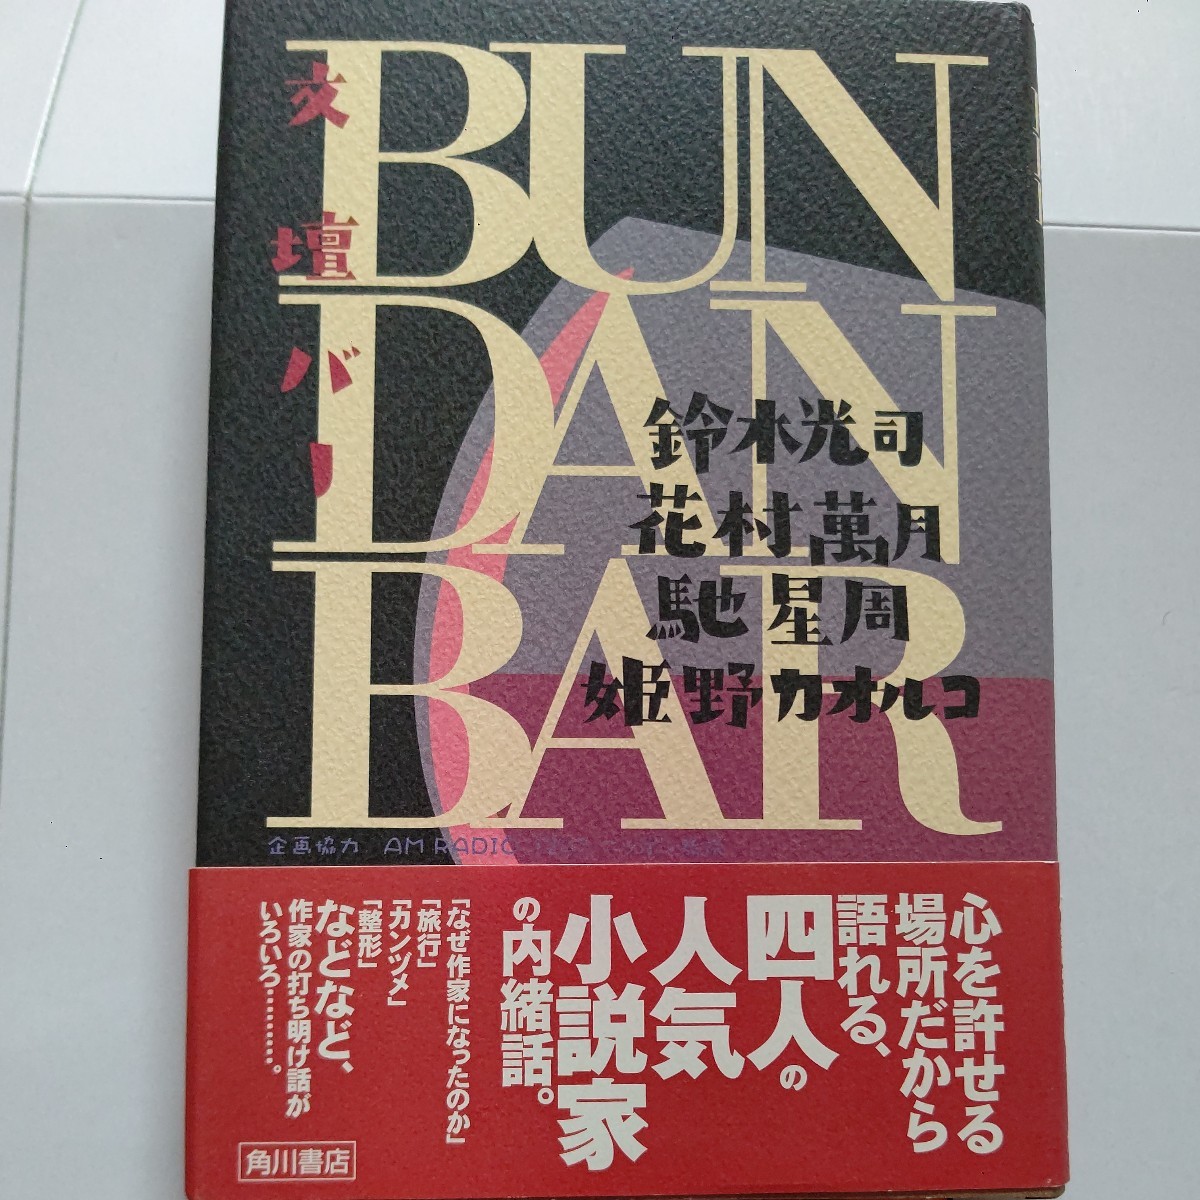 BUN
DAN
BAR
文壇バー
鈴木光司
花村萬月
馳星周
姫野カオルコ
企画協力 AM RADIO
心を許せる
場所だから
語れる、
四人の
人気
小説家
の内緒話。
「なぜ作家になったのか」
「旅行」
「カンヅメ」
「整形」
などなど、
作家の打ち明け話が
いろいろ………。
角川書店